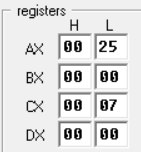 registers
H L
AX 00 25
BX 00 00
CX 00 07
DX 00 00